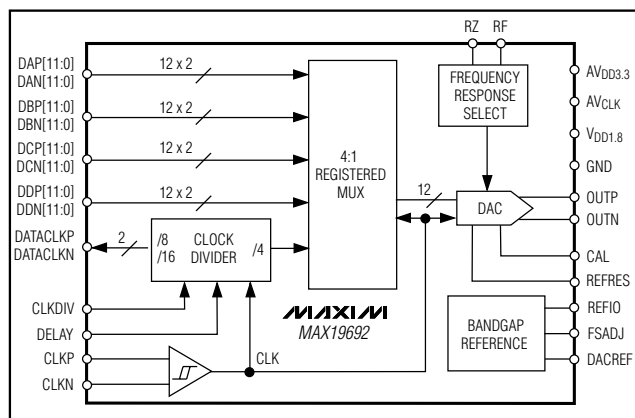 RZ RF
DAP[11:0]
DAN[11:0]
12 x 2
DBP[11:0]
DBN[11:0]
12 x 2
DCP[11:0]
DCN[11:0]
12 x 2
DDP[11:0]
DDN[11:0]
12 x 2
DATACLKP
DATACLKN
2
/8
/16
CLOCK
DIVIDER
/4
CLKDIV
DELAY
CLKP
CLKN
CLK
4:1
REGISTERED
MUX
MAXIM
MAX19692
12
FREQUENCY
RESPONSE
SELECT
DAC
BANDGAP
REFERENCE
AVDD3.3
AVCLK
VDD1.8
GND
OUTP
OUTN
CAL
REFRES
REFIO
FSADJ
DACREF